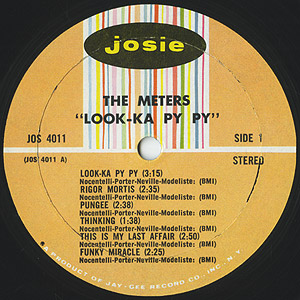 josie
THE METERS
"LOOK-KA PY PY"
JOS 4011 SIDE 1
(JOS 4011 A) STEREO
LOOK-KA PY PY (3:15)
Nocentelli-Porter-Neville-Modeliste: (BMI)
RIGOR MORTIS (2:35)
Nocentelli-Porter-Neville-Modeliste: (BMI)
PUNGEE (2:38)
Nocentelli-Porter-Neville-Modeliste: (BMI)
THINKING (1:38)
Nocentelli-Porter-Neville-Modeliste: (BMI)
THIS IS MY LAST AFFAIR (2:50)
Nocentelli-Porter-Neville-Modeliste: (BMI)
FUNKY MIRACLE (2:25)
Nocentelli-Porter-Neville-Modeliste: (BMI)
A PRODUCT OF JAY-GEE RECORD CO., INC.